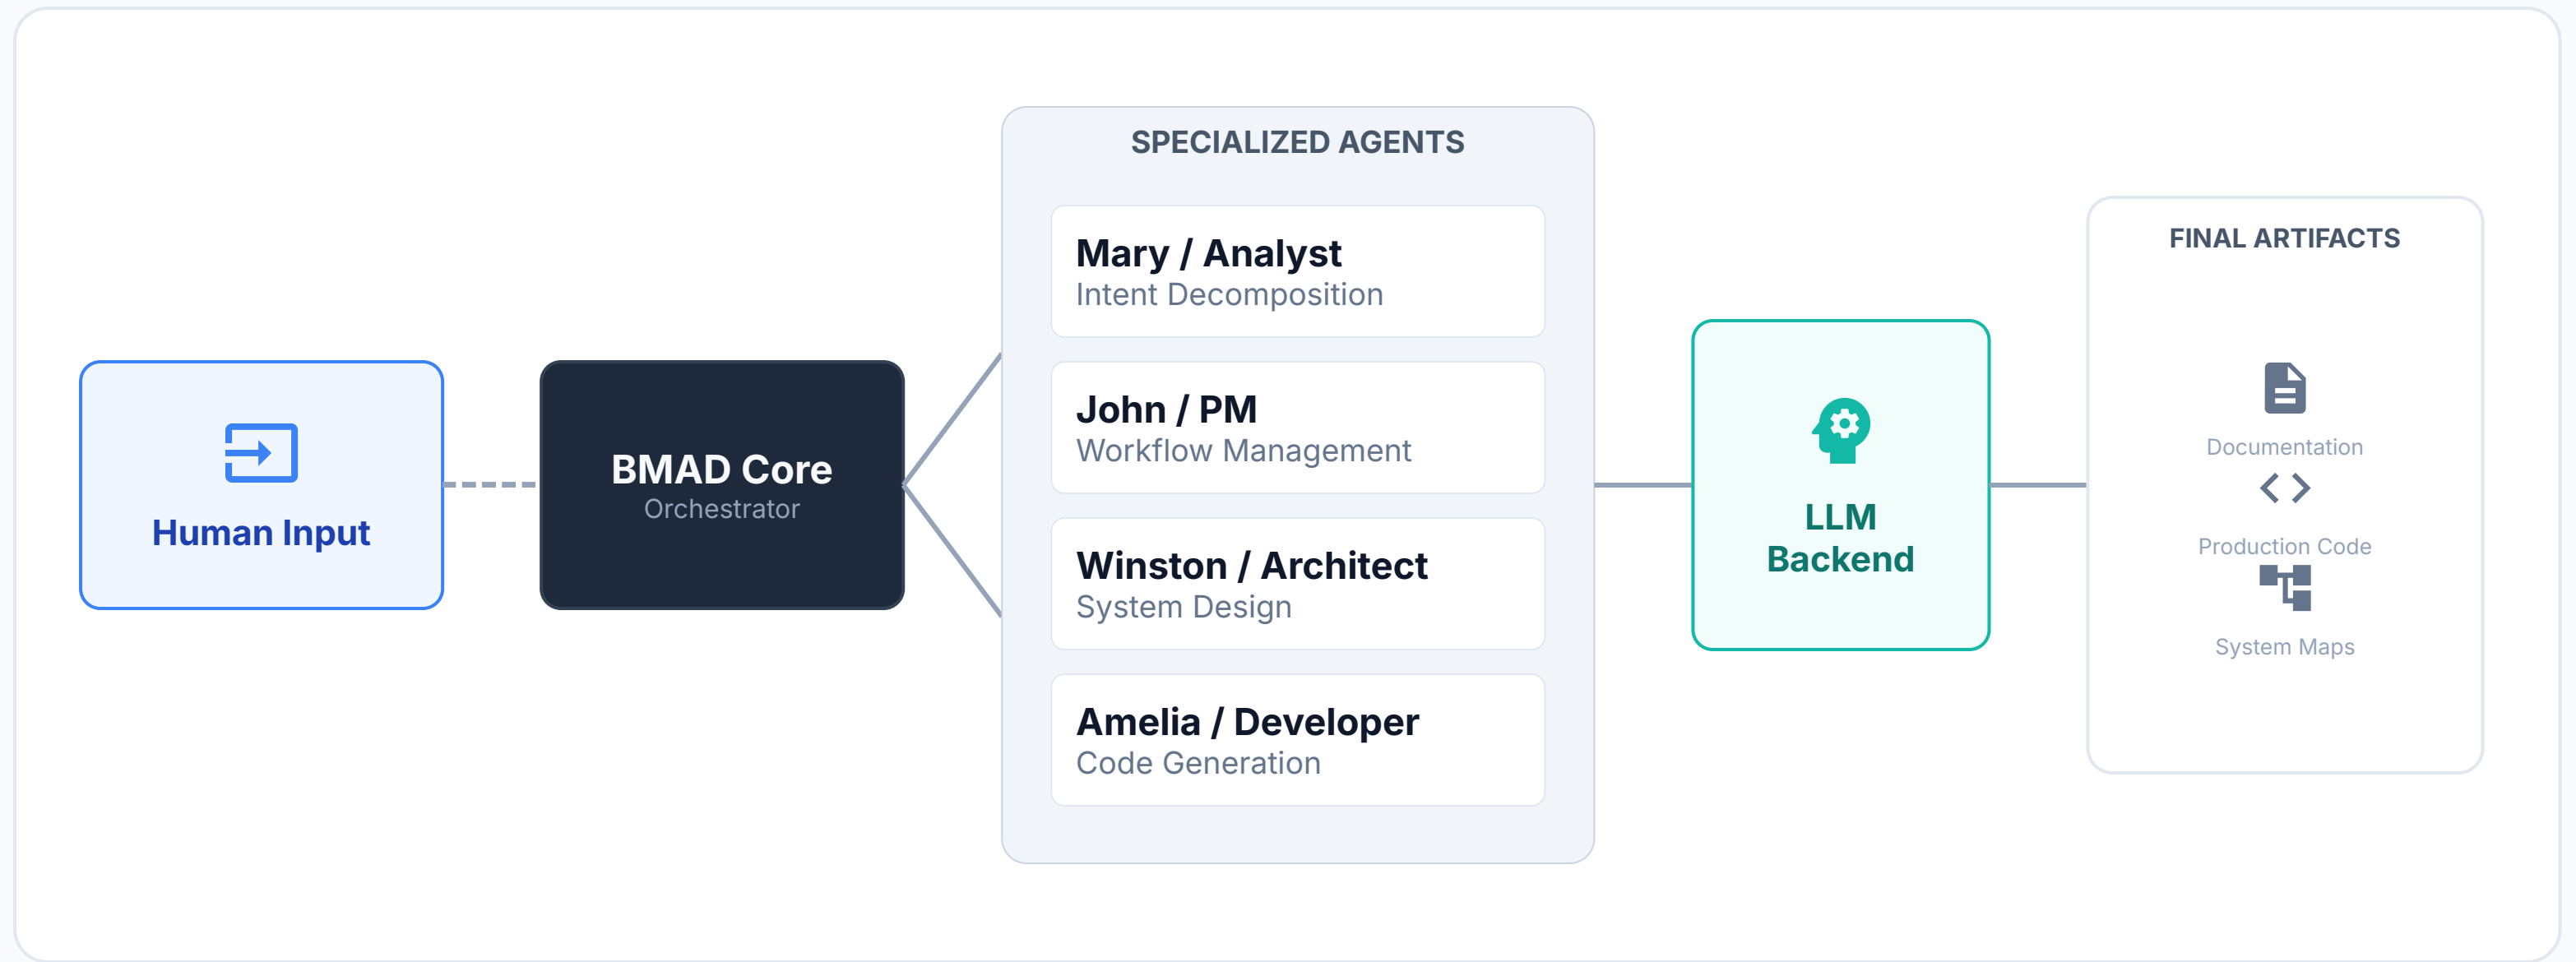 Human Input
BMAD Core
Orchestrator
SPECIALIZED AGENTS
Mary / Analyst
Intent Decomposition
John / PM
Workflow Management
Winston / Architect
System Design
Amelia / Developer
Code Generation
LLM
Backend
FINAL ARTIFACTS
Documentation
Production Code
System Maps